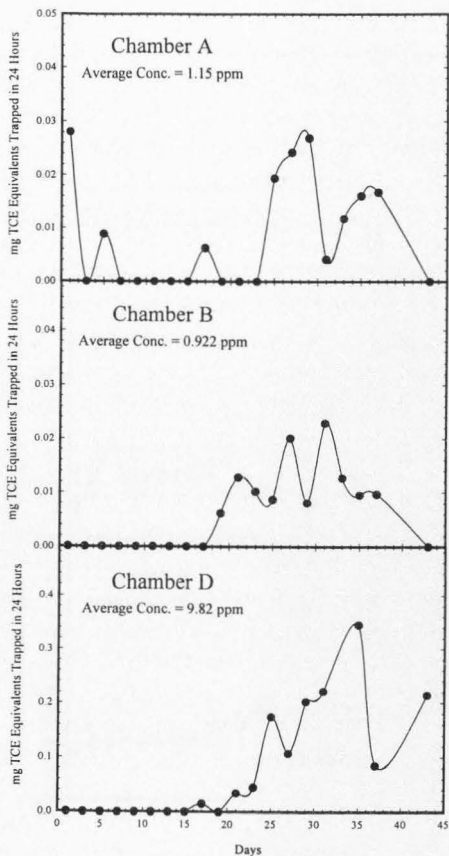 mg TCE Equivalents Trapped in 24 Hours
0.05
0.04
0.03
0.02
0.01
0.00
Chamber A
Average Conc. = 1.15 ppm
mg TCE Equivalents Trapped in 24 Hours
0.04
0.03
0.02
0.01
0.00
Chamber B
Average Conc. = 0.922 ppm
mg TCE Equivalents Trapped in 24 Hours
0.4
0.3
0.2
0.1
0.0
Chamber D
Average Conc. = 9.82 ppm
0 5 10 15 20 25 30 35 40 45
Days